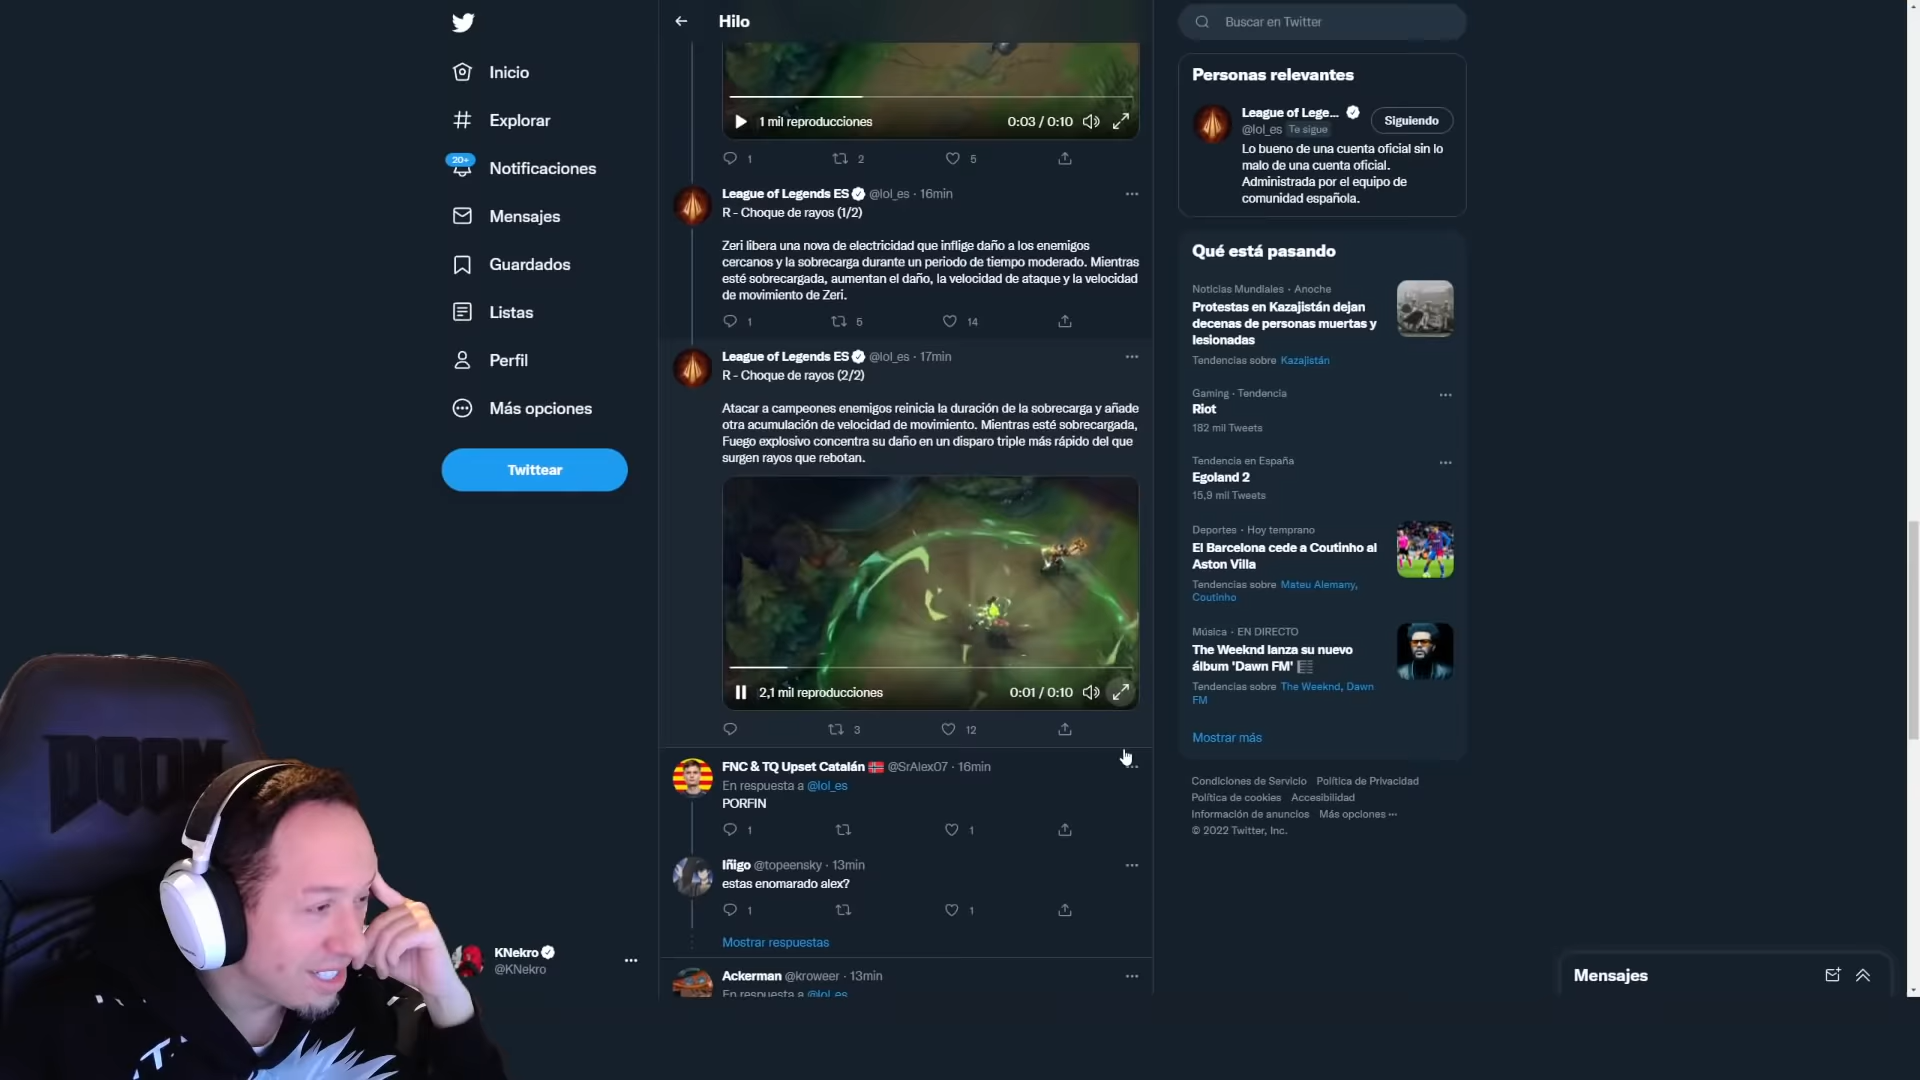 Inicio
Explorar
20+
Notificaciones
Mensajes
Guardados
Listas
Perfil
Más opciones
Twittear
KNekro
@KNekro
DOOM
Hilo
1 mil reproducciones
0:03 / 0:10
1
2
5
League of Legends ES @lol_es · 16min
R - Choque de rayos (1/2)
Zeri libera una nova de electricidad que inflige daño a los enemigos
cercanos y la sobrecarga durante un periodo de tiempo moderado. Mientras
esté sobrecargada, aumentan el daño, la velocidad de ataque y la velocidad
de movimiento de Zeri.
1
5
14
League of Legends ES @lol_es · 17min
R - Choque de rayos (2/2)
Atacar a campeones enemigos reinicia la duración de la sobrecarga y añade
otra acumulación de velocidad de movimiento. Mientras esté sobrecargada,
Fuego explosivo concentra su daño en un disparo triple más rápido del que
surgen rayos que rebotan.
2,1 mil reproducciones
0:01 / 0:10
3
12
FNC & TQ Upset Catalán @SrAlex07 · 16min
En respuesta a @lol_es
PORFIN
1
1
Iñigo @topeensky · 13min
estas enomarado alex?
1
1
Mostrar respuestas
Ackerman @kroweer · 13min
En respuesta a @lol_es
Buscar en Twitter
Personas relevantes
League of Lege...
@lol_es Te sigue
Siguiendo
Lo bueno de una cuenta oficial sin lo
malo de una cuenta oficial.
Administrada por el equipo de
comunidad española.
Qué está pasando
Noticias Mundiales · Anoche
Protestas en Kazajistán dejan
decenas de personas muertas y
lesionadas
Tendencias sobre Kazajistán
Gaming · Tendencia
Riot
182 mil Tweets
Tendencia en España
Egoland 2
15,9 mil Tweets
Deportes · Hoy temprano
El Barcelona cede a Coutinho al
Aston Villa
Tendencias sobre Mateu Alemany,
Coutinho
Música · EN DIRECTO
The Weeknd lanza su nuevo
álbum 'Dawn FM'
Tendencias sobre The Weeknd, Dawn
FM
Mostrar más
Condiciones de Servicio Política de Privacidad
Política de cookies Accesibilidad
Información de anuncios Más opciones ···
© 2022 Twitter, Inc.
Mensajes